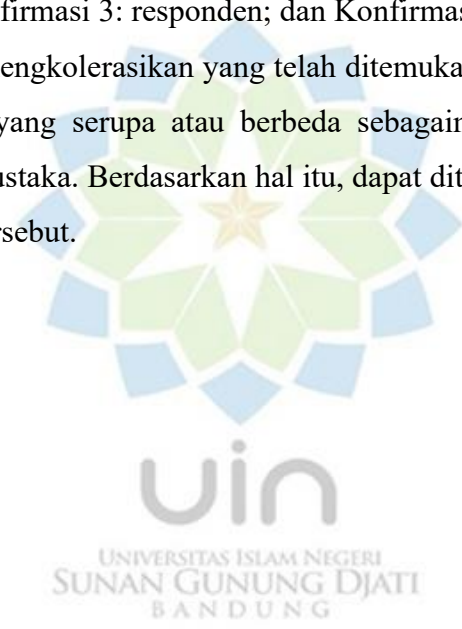 firmasi 3: responden; dan Konfirmas
engkolerasikan yang telah ditemuka
yang serupa atau berbeda sebagain
ustaka. Berdasarkan hal itu, dapat dit
rsebut.
uin
UNIVERSITAS ISLAM NEGERI
SUNAN GUNUNG DJATI
BANDUNG